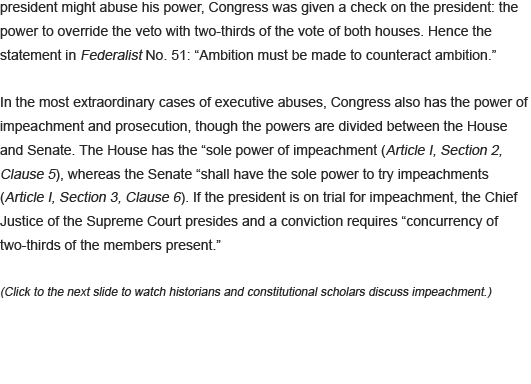 president might abuse his power, Congress was given a check on the president: the
power to override the veto with two-thirds of the vote of both houses. Hence the
statement in Federalist No. 51: “Ambition must be made to counteract ambition.”
In the most extraordinary cases of executive abuses, Congress also has the power of
impeachment and prosecution, though the powers are divided between the House
and Senate. The House has the “sole power of impeachment (Article I, Section 2,
Clause 5), whereas the Senate “shall have the sole power to try impeachments
(Article I, Section 3, Clause 6). If the president is on trial for impeachment, the Chief
Justice of the Supreme Court presides and a conviction requires “concurrency of
two-thirds of the members present.”
(Click to the next slide to watch historians and constitutional scholars discuss impeachment.)